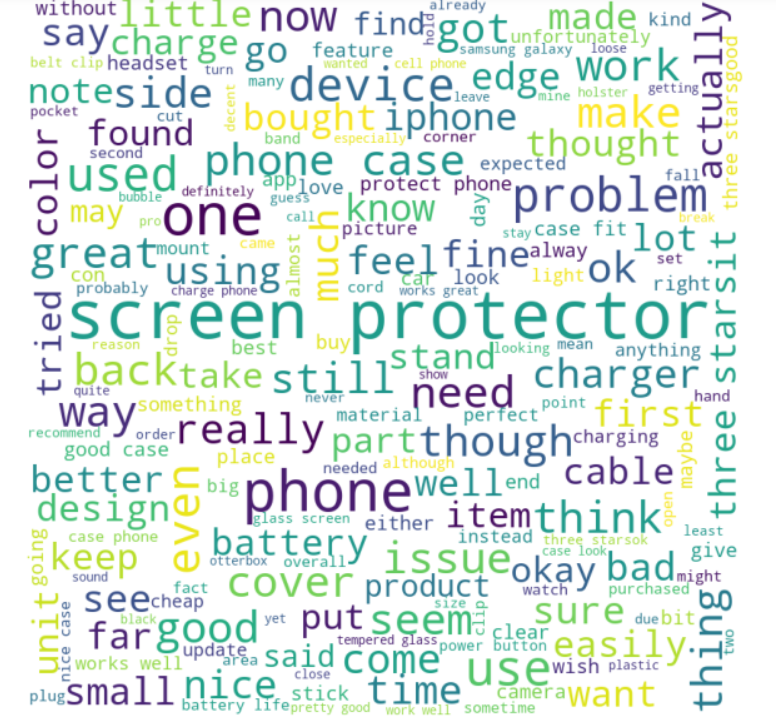 without little now find hold already got made kind
say charge go feature samsung galaxy unfortunately loose actually
belt clip headset turn wanted cell phone edge work three starsgood
note side many device leave mine holster getting
pocket cut decent bought iphone make
color found band especially corner thought
second used phone case expected
bubble definitely app love protect phone problem fall
may pro one guess know day break
call picture stay case fit lot
great mount came almost much feel fine alway ok set three starsit
con using car look light right
probably charge phone cord works great
tried screen protector
reason drop best buy stand looking mean anything
back take still show charger
quite never need hand
way something material perfect point first
recommend order really part though charging maybe
good case place
better needed although cable
design even big phone well end open
glass screen either item think
going case phone battery instead three starsok least
keep otterbox overall issue case look give
unit sound fact cover product okay bad might
see cheap watch purchased thing
nice case black good yet put seem size clip sure due bit two
far update tempered glass clear
works well area said come power button easily
close use wish plastic
plug small nice stick time camera want
battery life pretty good work well sometime